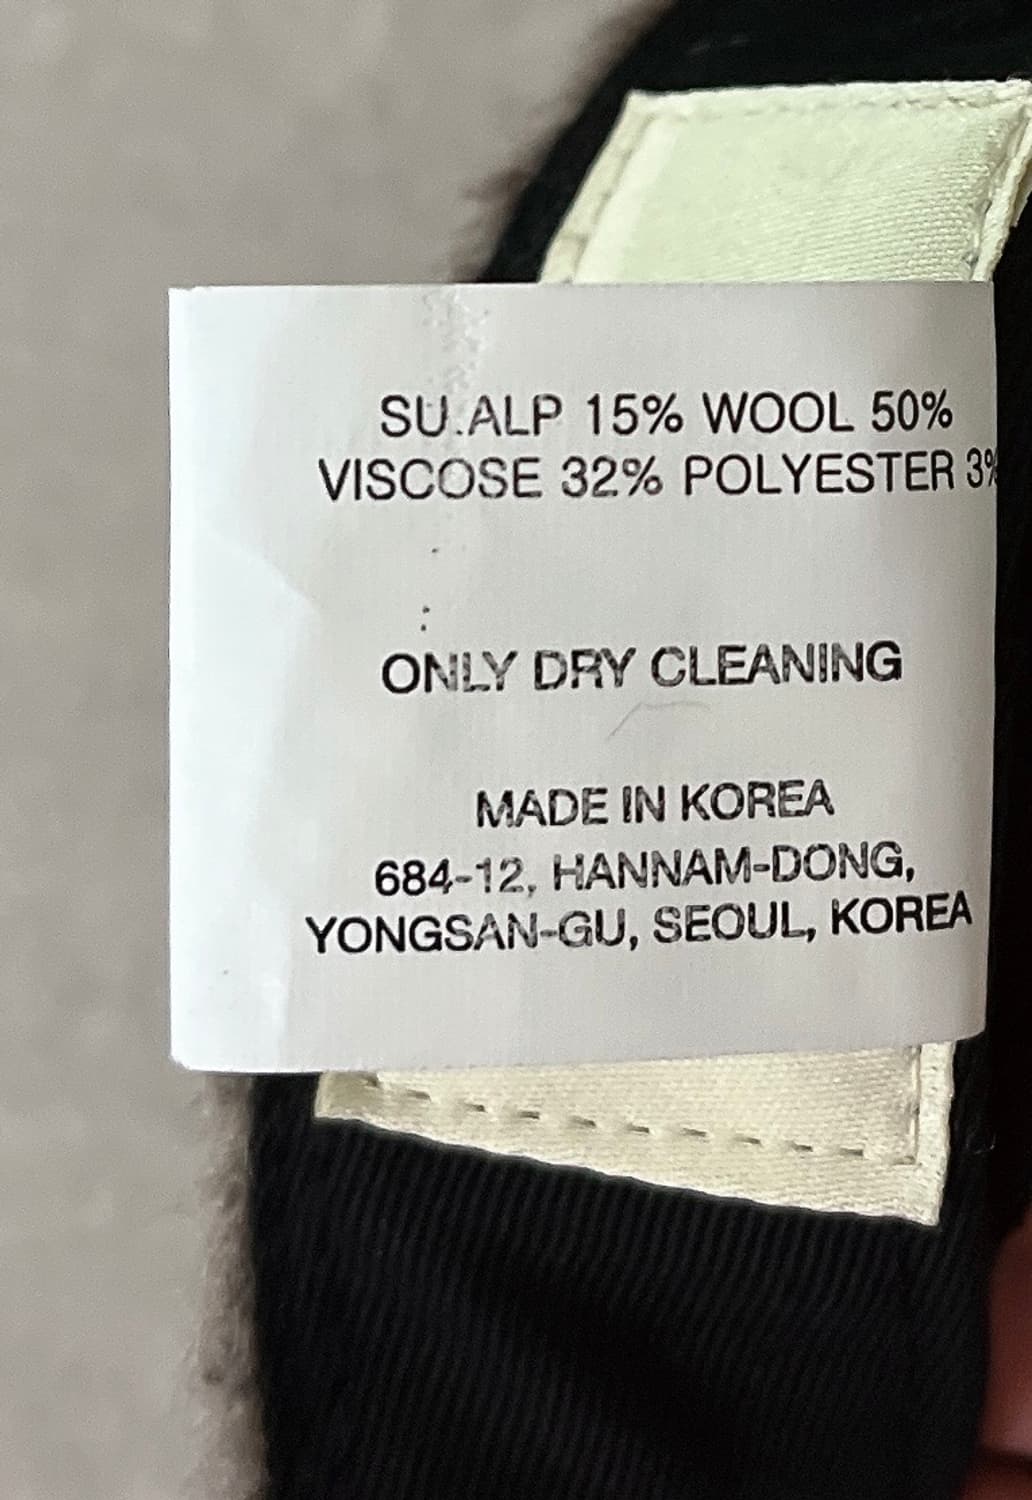 SU.ALP 15% WOOL 50%
VISCOSE 32% POLYESTER 3%
ONLY DRY CLEANING
MADE IN KOREA
684-12, HANNAM-DONG,
YONGSAN-GU, SEOUL, KOREA